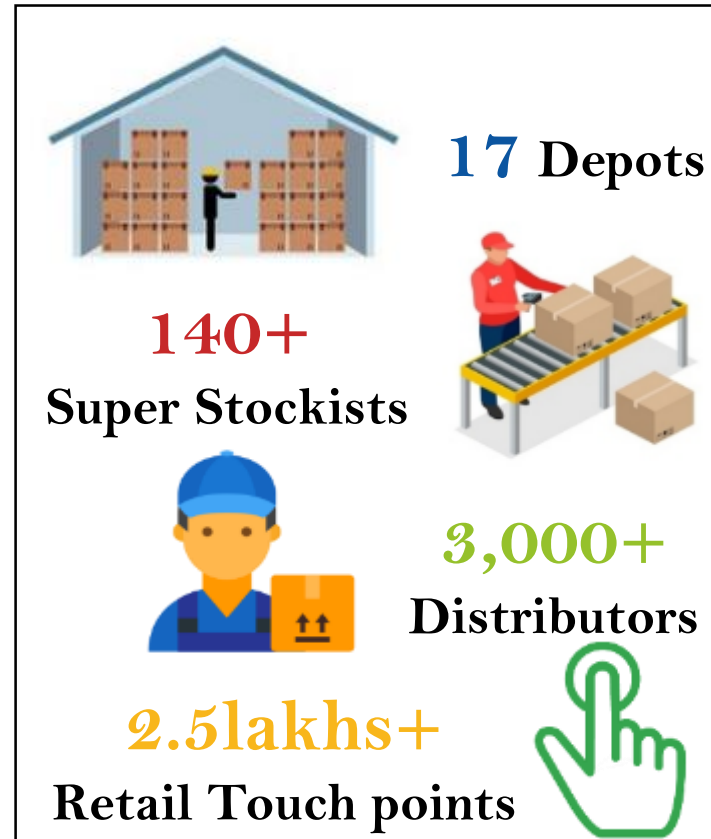 17 Depots
140+
Super Stockists
3,000+
Distributors
2.5lakhs+
Retail Touch points